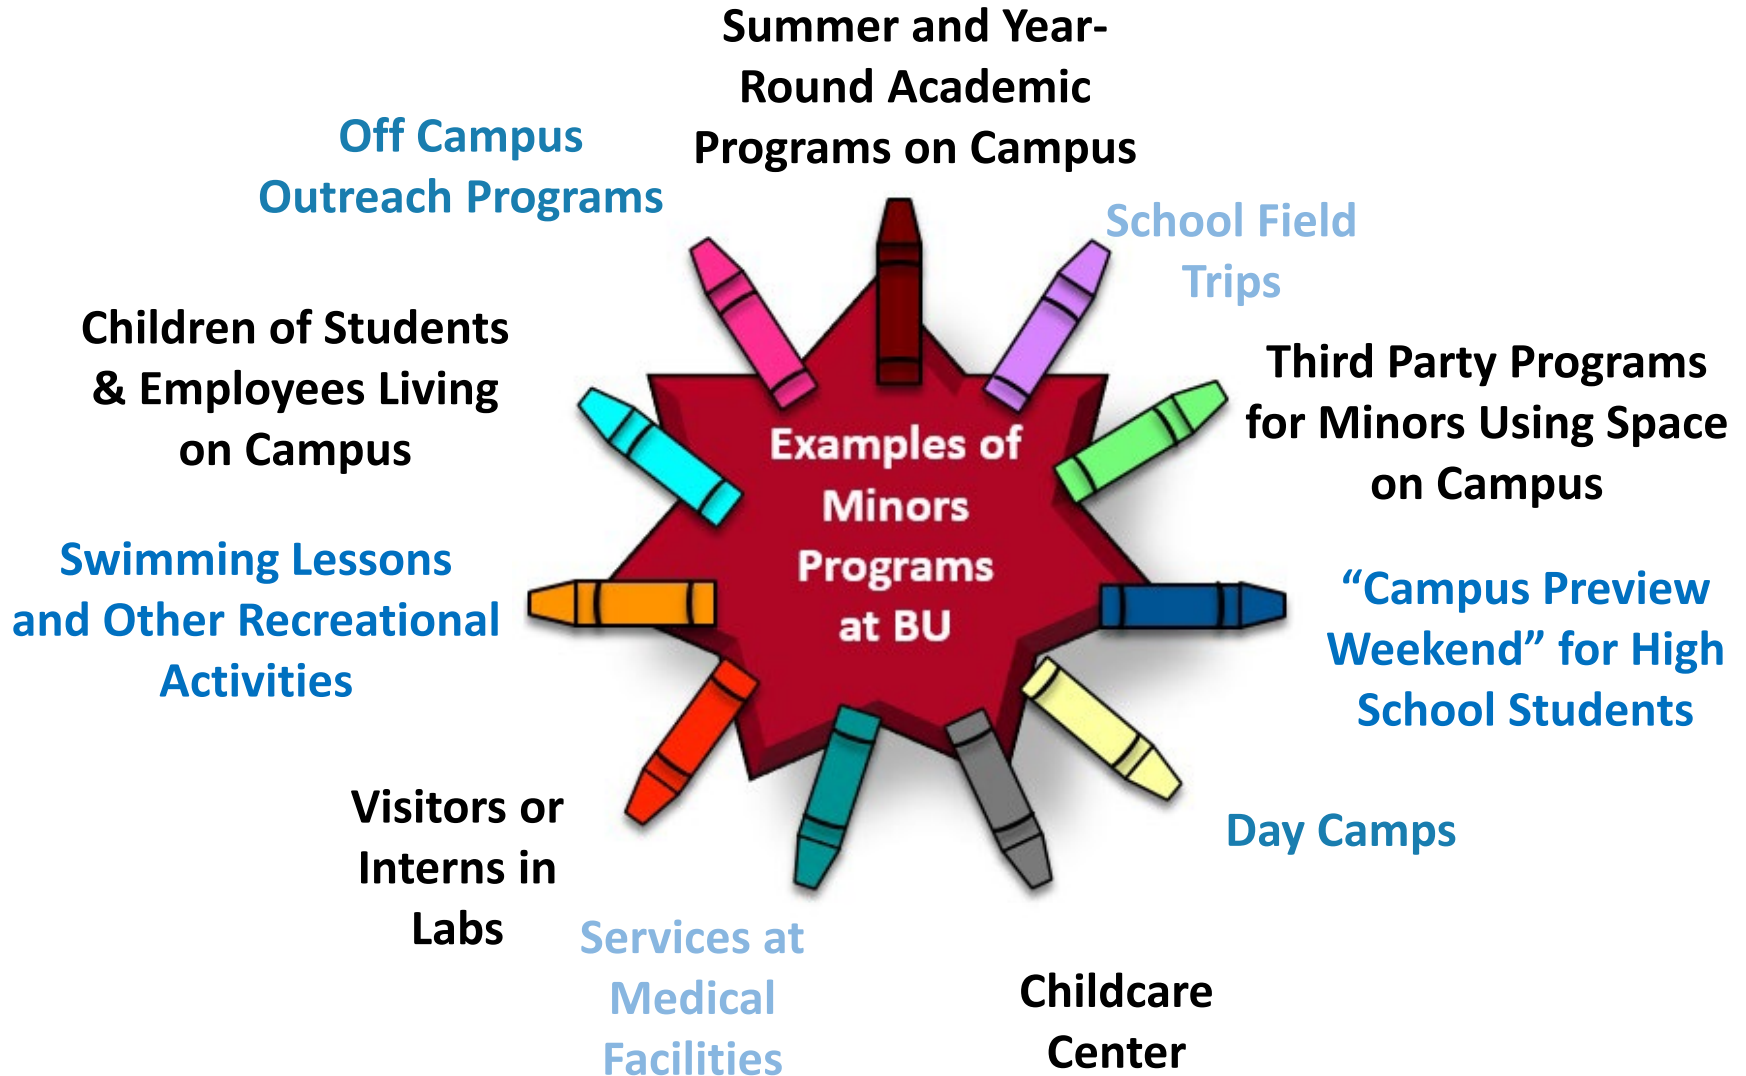 Summer and Year-
Round Academic
Programs on Campus
Off Campus
Outreach Programs
School Field
Trips
Children of Students
& Employees Living
on Campus
Third Party Programs
for Minors Using Space
on Campus
Examples of
Minors
Programs
at BU
Swimming Lessons
and Other Recreational
Activities
“Campus Preview
Weekend” for High
School Students
Visitors or
Interns in
Labs
Day Camps
Services at
Medical
Facilities
Childcare
Center